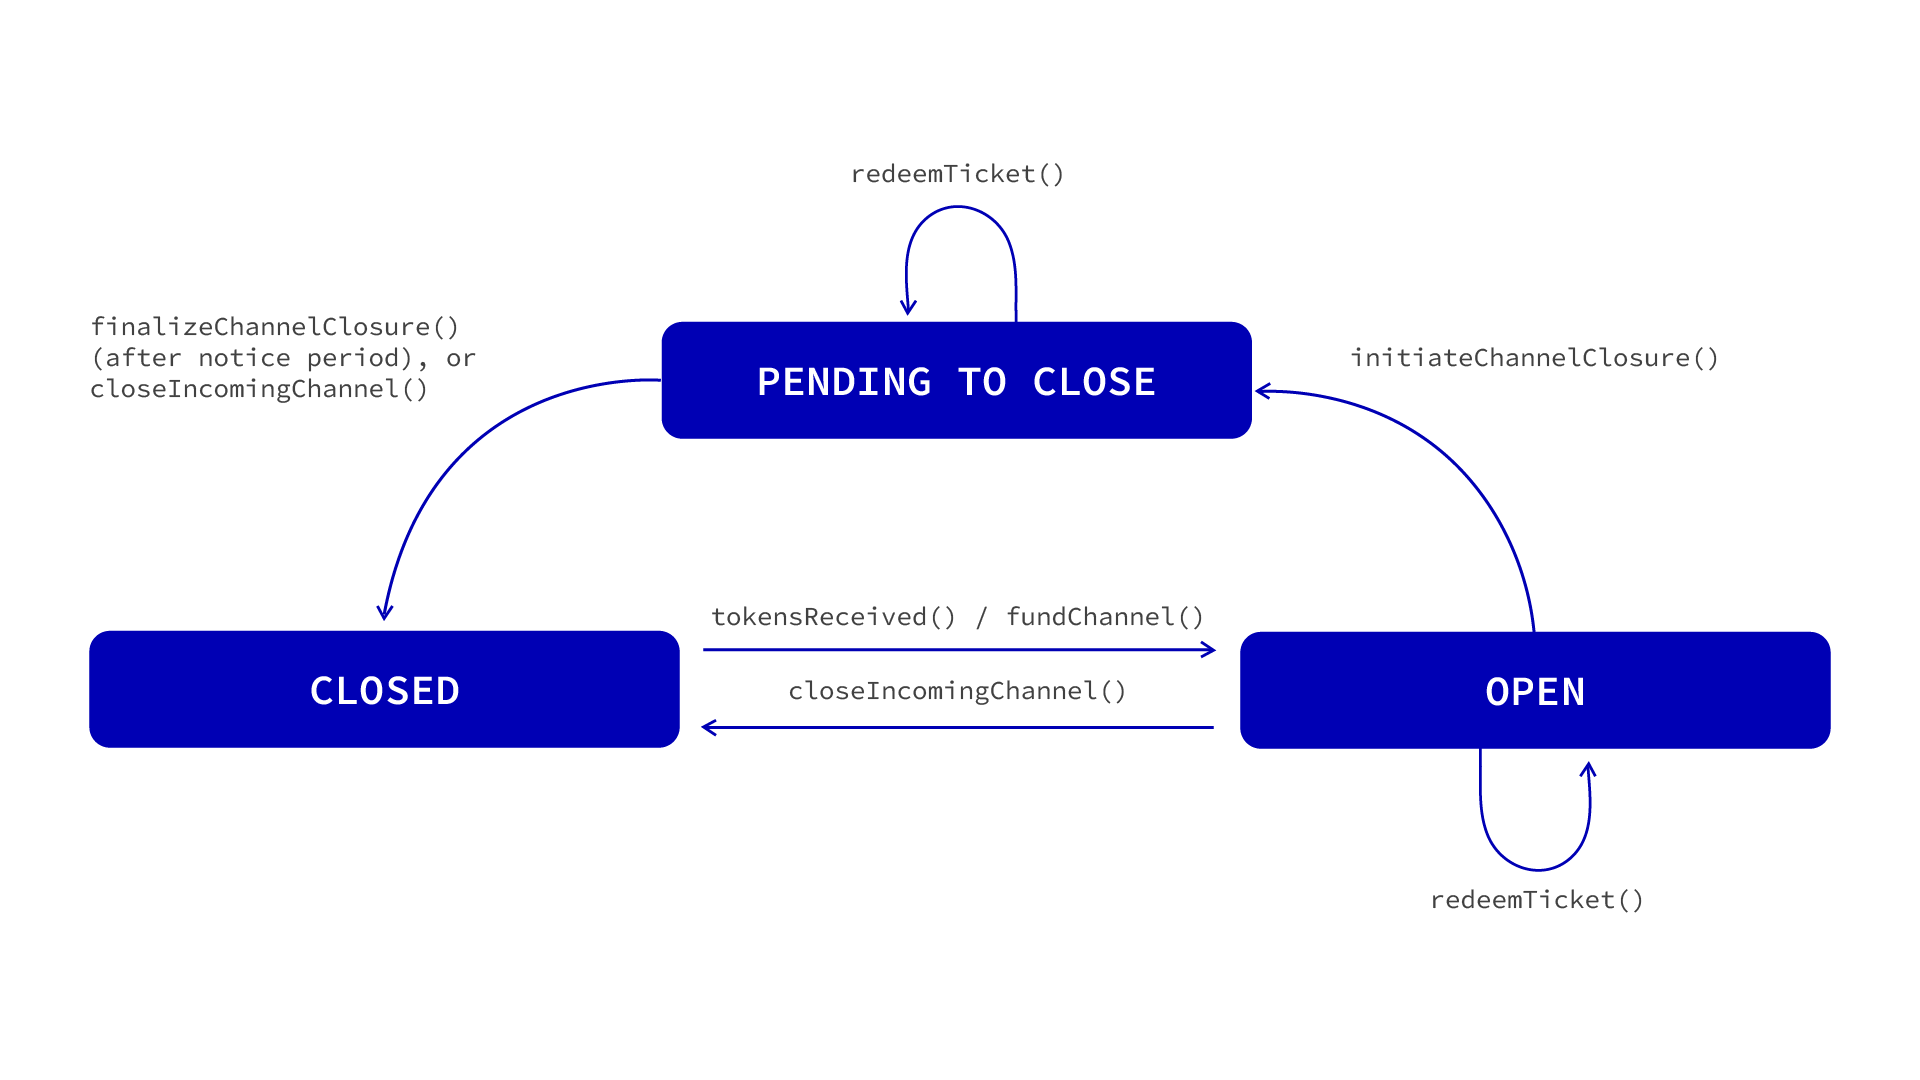 redeemTicket()
finalizeChannelClosure()
(after notice period), or
closeIncomingChannel()
PENDING TO CLOSE
initiateChannelClosure()
tokensReceived() / fundChannel()
CLOSED
closeIncomingChannel()
OPEN
redeemTicket()